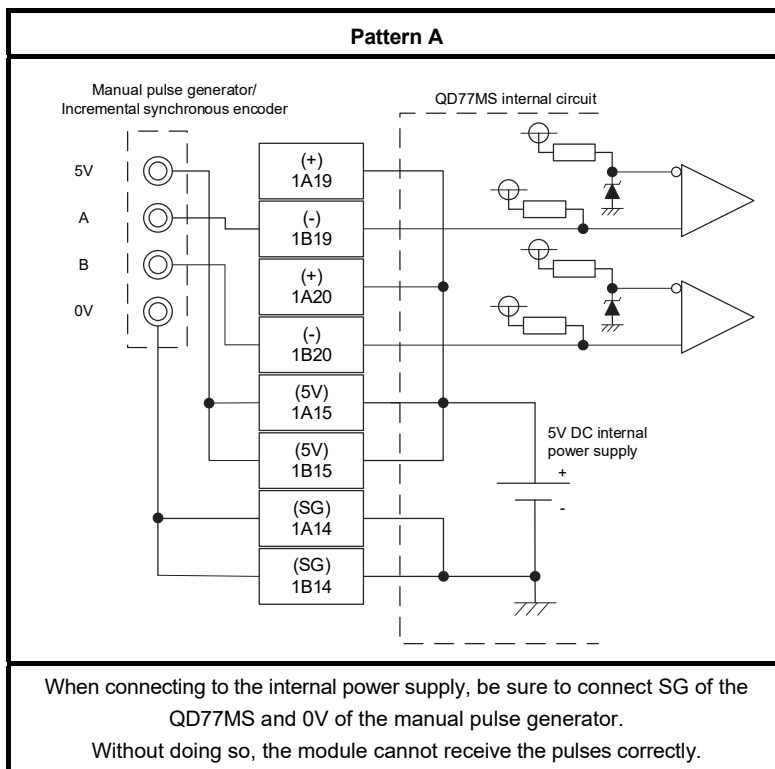 Pattern A
Manual pulse generator/
Incremental synchronous encoder
QD77MS internal circuit
5V
A
B
0V
(+)
1A19
(-)
1B19
(+)
1A20
(-)
1B20
(5V)
1A15
(5V)
1B15
(SG)
1A14
(SG)
1B14
5V DC internal
power supply
+
-
When connecting to the internal power supply, be sure to connect SG of the
QD77MS and 0V of the manual pulse generator.
Without doing so, the module cannot receive the pulses correctly.